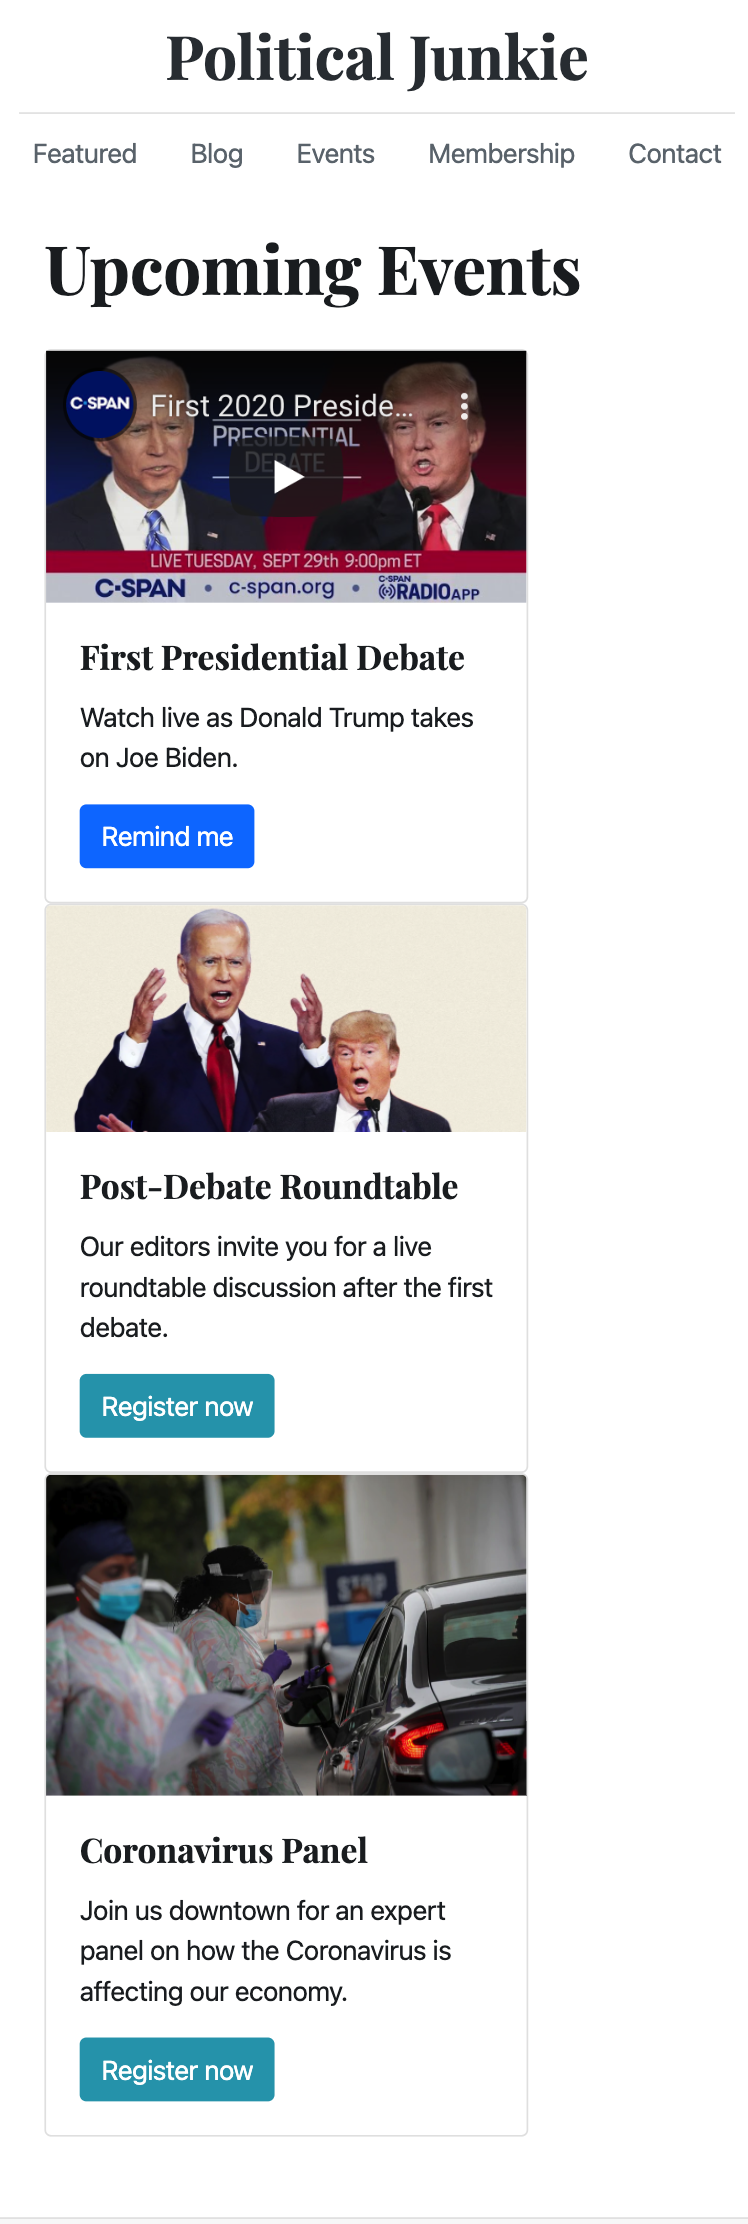 Political Junkie
Featured Blog Events Membership Contact
Upcoming Events
C-SPAN First 2020 Preside...
PRESIDENTIAL
DEBATE
LIVE TUESDAY, SEPT 29th 9:00pm ET
C-SPAN • c-span.org • C-SPAN RADIO APP
First Presidential Debate
Watch live as Donald Trump takes
on Joe Biden.
Remind me
Post-Debate Roundtable
Our editors invite you for a live
roundtable discussion after the first
debate.
Register now
STOP
Coronavirus Panel
Join us downtown for an expert
panel on how the Coronavirus is
affecting our economy.
Register now